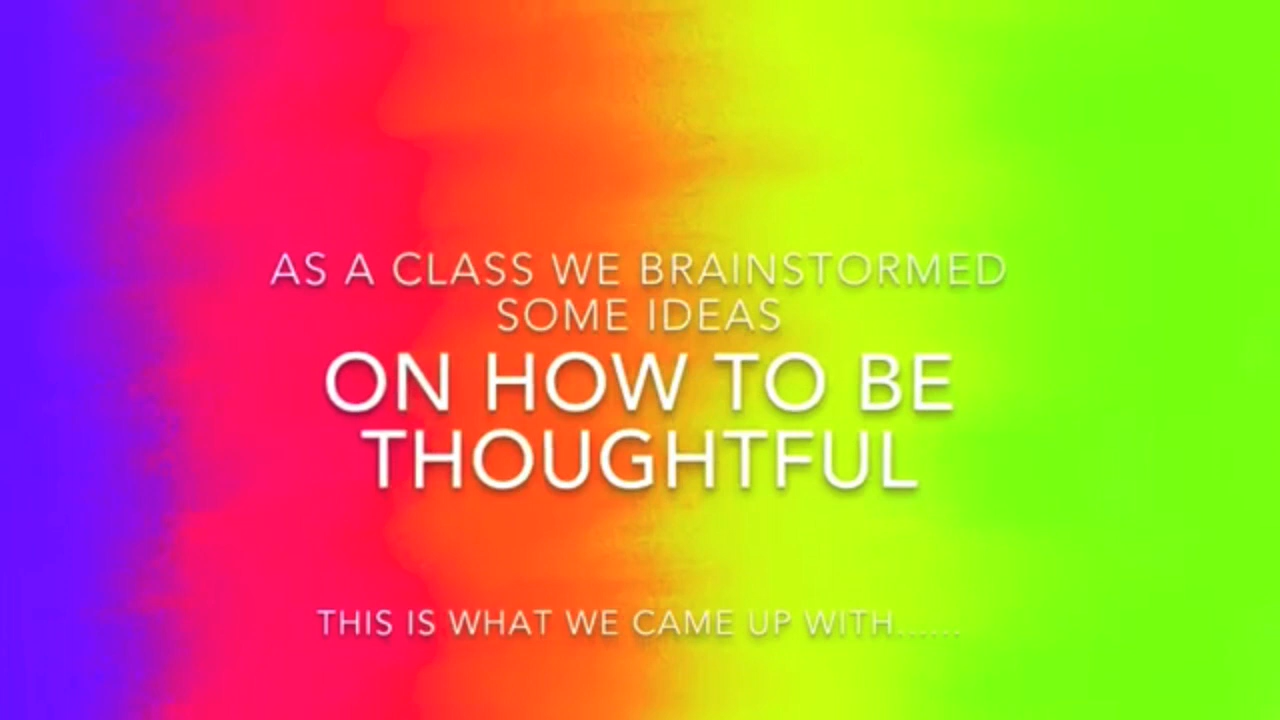 AS A CLASS WE BRAINSTORMED
SOME IDEAS
ON HOW TO BE
THOUGHTFUL
THIS IS WHAT WE CAME UP WITH......